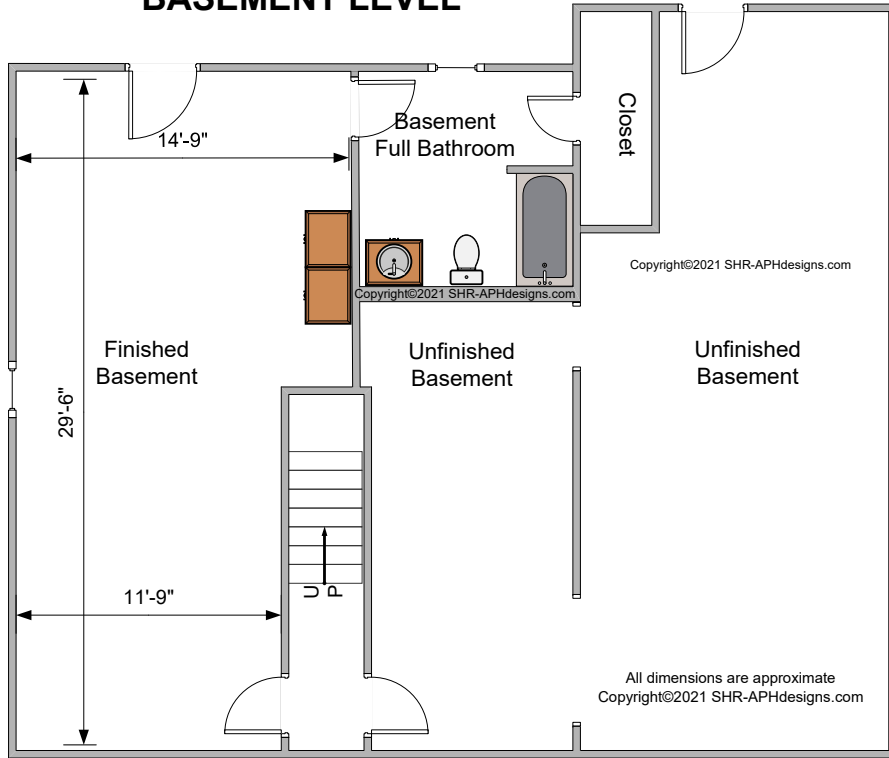 BASEMENT LEVEL
14'-9"
Basement
Full Bathroom
Closet
Copyright©2021 SHR-APHdesigns.com
Copyright©2021 SHR-APHdesigns.com
Finished
Basement
Unfinished
Basement
Unfinished
Basement
29'-6"
UP
11'-9"
All dimensions are approximate
Copyright©2021 SHR-APHdesigns.com